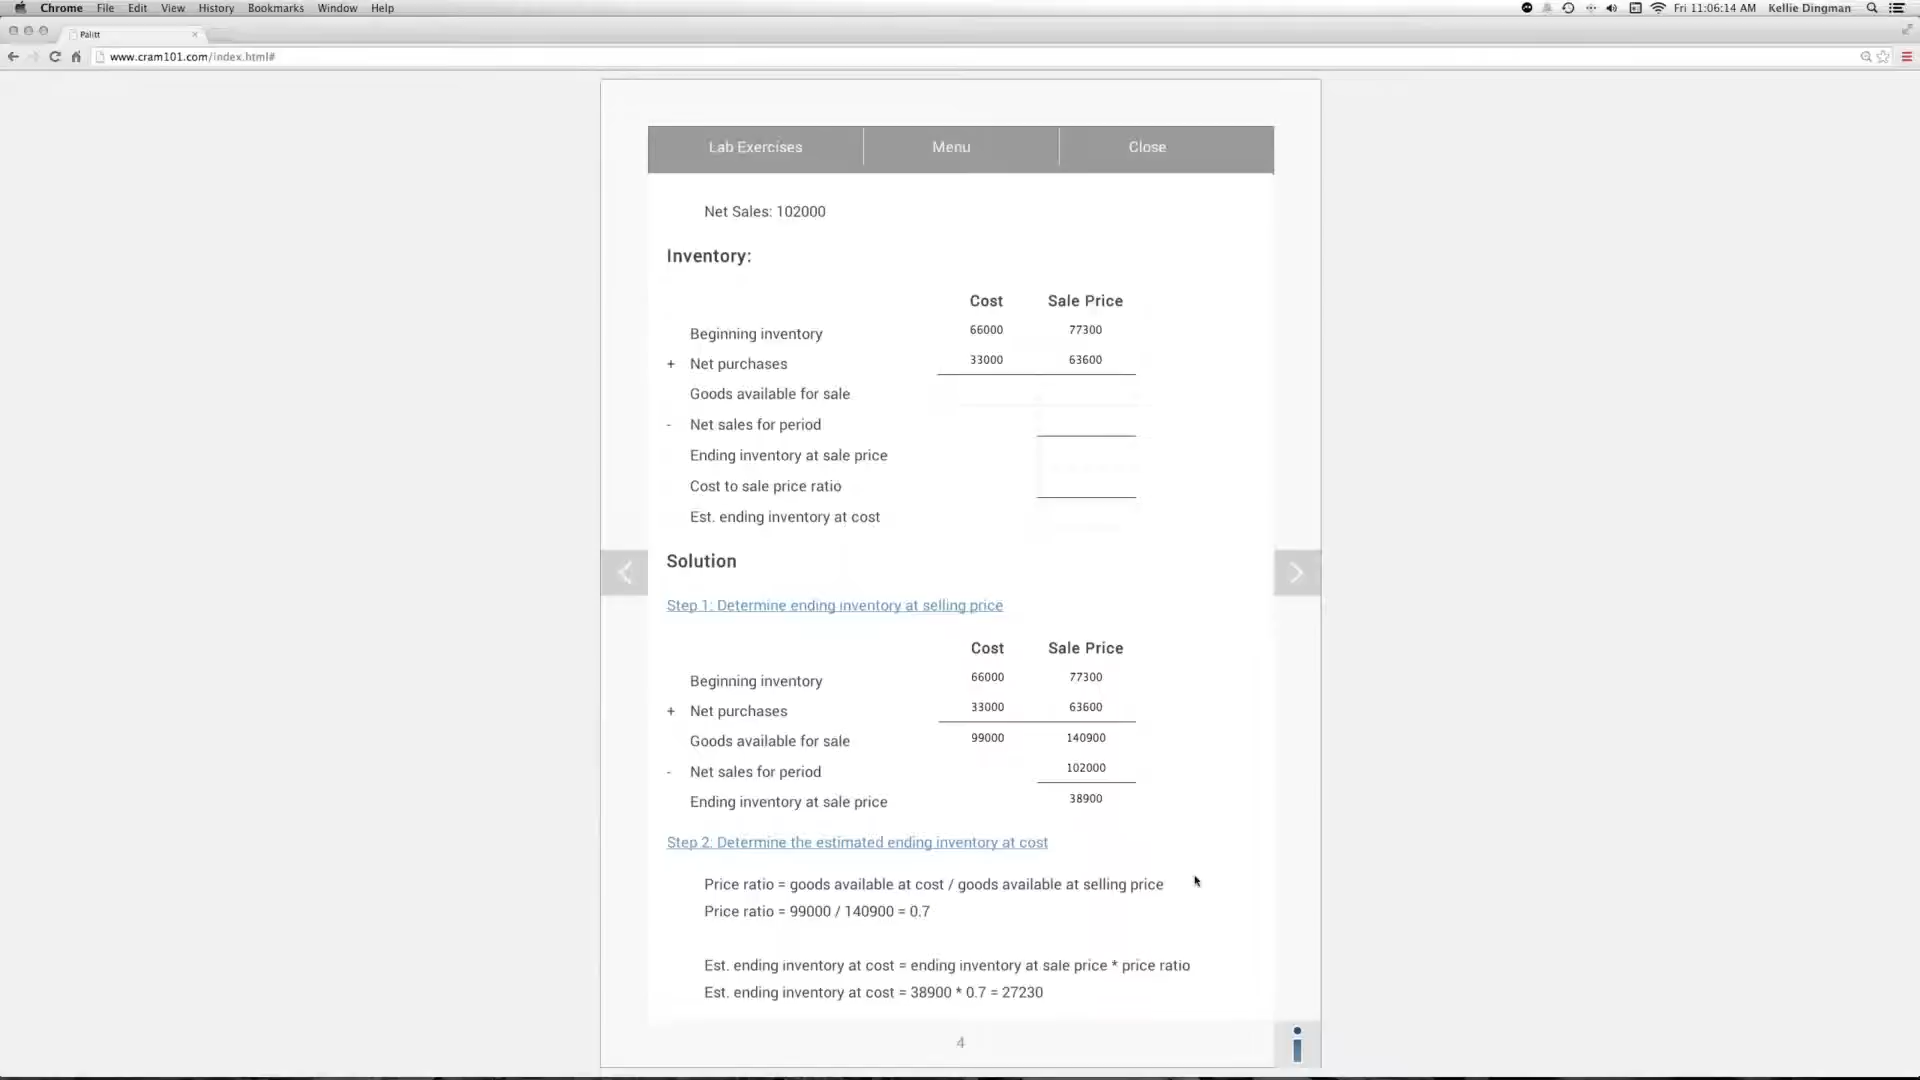 Chrome File Edit View History Bookmarks Window Help Fri 11:06:14 AM Kellie Dingman
Palitt
www.cram101.com/index.html#
Lab Exercises Menu Close
Net Sales: 102000
Inventory:
Cost Sale Price
Beginning inventory 66000 77300
+ Net purchases 33000 63600
Goods available for sale
- Net sales for period
Ending inventory at sale price
Cost to sale price ratio
Est. ending inventory at cost
Solution
Step 1: Determine ending inventory at selling price
Cost Sale Price
Beginning inventory 66000 77300
+ Net purchases 33000 63600
Goods available for sale 99000 140900
- Net sales for period 102000
Ending inventory at sale price 38900
Step 2: Determine the estimated ending inventory at cost
Price ratio = goods available at cost / goods available at selling price
Price ratio = 99000 / 140900 = 0.7
Est. ending inventory at cost = ending inventory at sale price * price ratio
Est. ending inventory at cost = 38900 * 0.7 = 27230
4